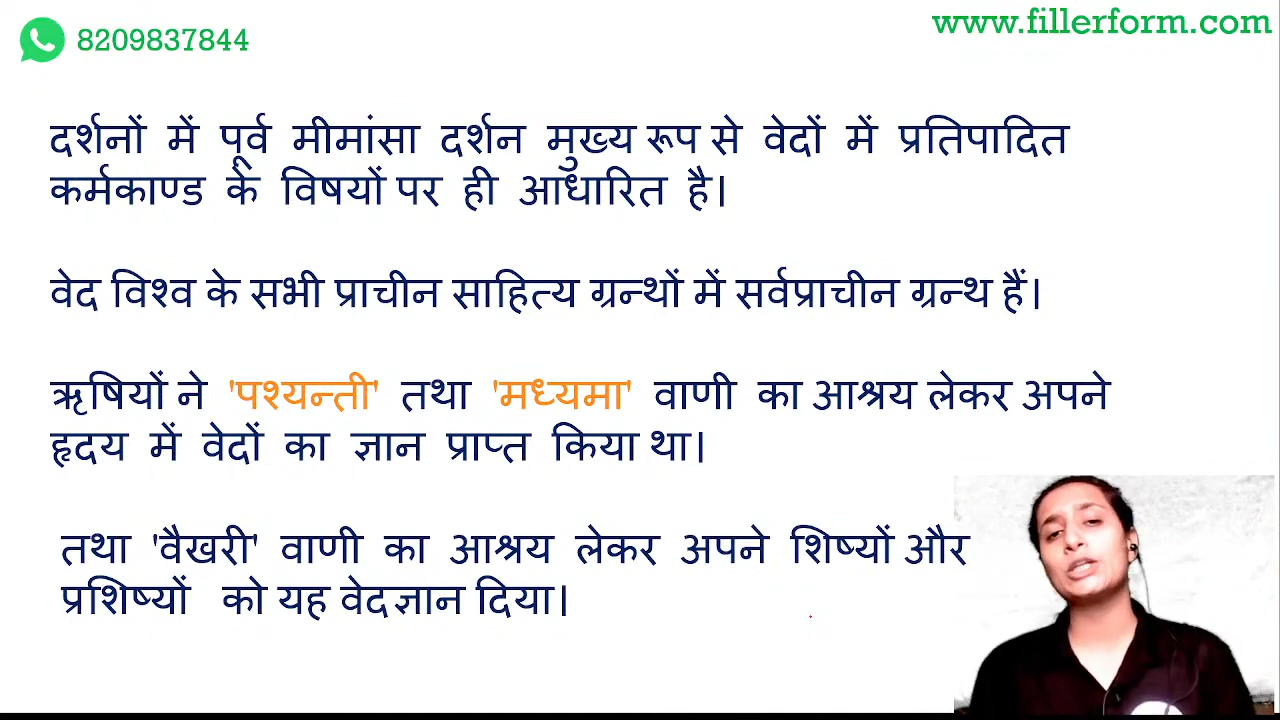 8209837844
www.fillerform.com
दर्शनों में पूर्व मीमांसा दर्शन मुख्य रूप से वेदों में प्रतिपादित
कर्मकाण्ड के विषयों पर ही आधारित है।
वेद विश्व के सभी प्राचीन साहित्य ग्रन्थों में सर्वप्राचीन ग्रन्थ हैं।
ऋषियों ने 'पश्यन्ती' तथा 'मध्यमा' वाणी का आश्रय लेकर अपने
हृदय में वेदों का ज्ञान प्राप्त किया था।
तथा 'वैखरी' वाणी का आश्रय लेकर अपने शिष्यों और
प्रशिष्यों को यह वेदज्ञान दिया।